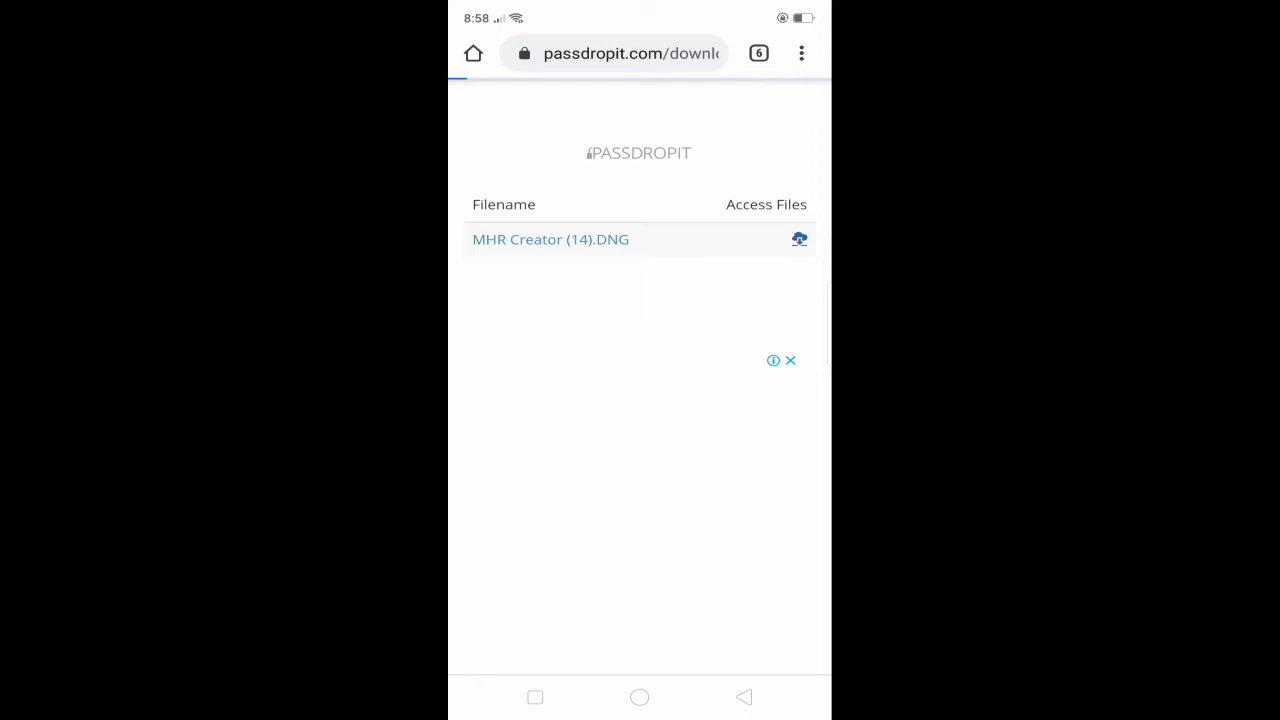 8:58
passdropit.com/downl
6
PASSDROPIT
Filename Access Files
MHR Creator (14).DNG